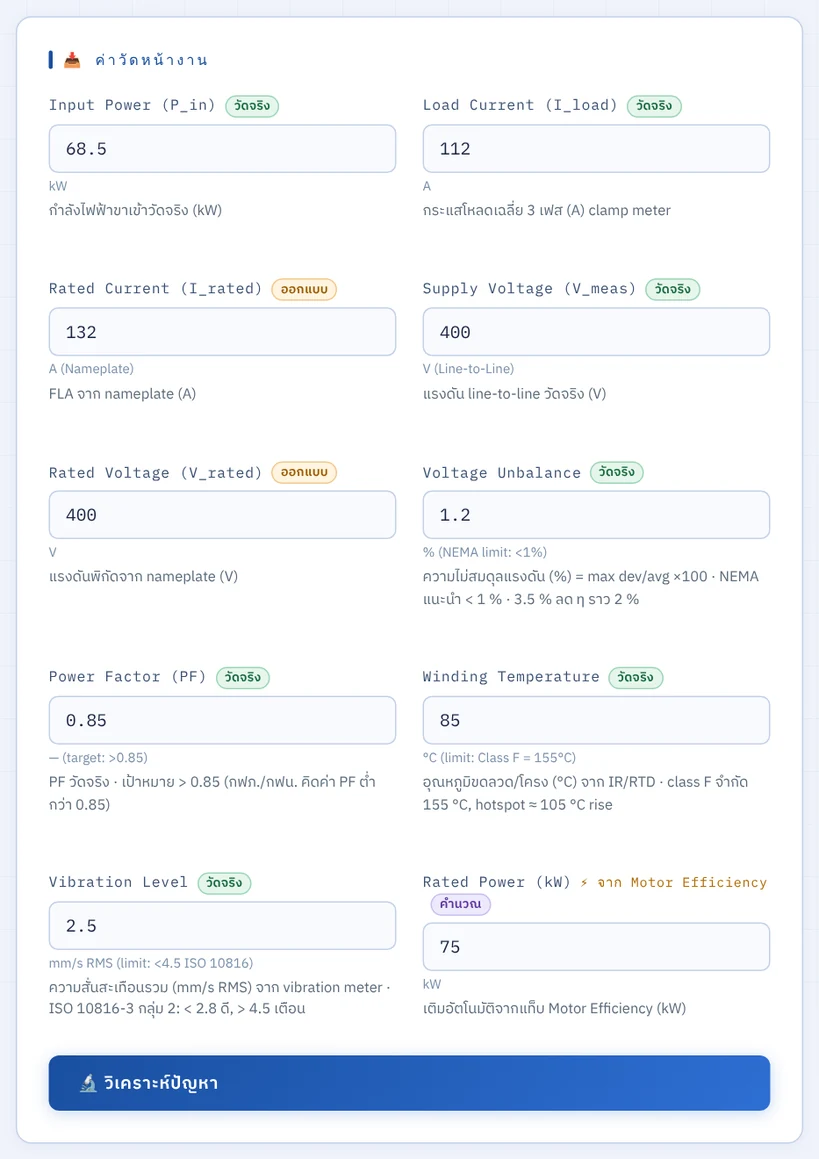 📥 ค่าวัดหน้างาน
Input Power (P_in) วัดจริง
68.5
kW
กำลังไฟฟ้าขาเข้าวัดจริง (kW)
Load Current (I_load) วัดจริง
112
A
กระแสโหลดเฉลี่ย 3 เฟส (A) clamp meter
Rated Current (I_rated) ออกแบบ
132
A (Nameplate)
FLA จาก nameplate (A)
Supply Voltage (V_meas) วัดจริง
400
V (Line-to-Line)
แรงดัน line-to-line วัดจริง (V)
Rated Voltage (V_rated) ออกแบบ
400
V
แรงดันพิกัดจาก nameplate (V)
Voltage Unbalance วัดจริง
1.2
% (NEMA limit: <1%)
ความไม่สมดุลแรงดัน (%) = max dev/avg ×100 · NEMA
แนะนำ < 1 % · 3.5 % ลด η ราว 2 %
Power Factor (PF) วัดจริง
0.85
— (target: >0.85)
PF วัดจริง · เป้าหมาย > 0.85 (กฟภ./กฟน. คิดค่า PF ต่ำ
กว่า 0.85)
Winding Temperature วัดจริง
85
°C (limit: Class F = 155°C)
อุณหภูมิขดลวด/โครง (°C) จาก IR/RTD · class F จำกัด
155 °C, hotspot ≈ 105 °C rise
Vibration Level วัดจริง
2.5
mm/s RMS (limit: <4.5 ISO 10816)
ความสั่นสะเทือนรวม (mm/s RMS) จาก vibration meter ·
ISO 10816-3 กลุ่ม 2: < 2.8 ดี, > 4.5 เตือน
Rated Power (kW) ⚡ จาก Motor Efficiency
คำนวณ
75
kW
เติมอัตโนมัติจากแท็บ Motor Efficiency (kW)
🔬 วิเคราะห์ปัญหา